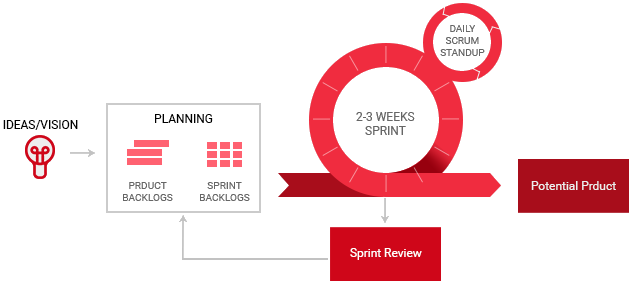 DAILY
SCRUM
STANDUP
IDEAS/VISION
PLANNING
2-3 WEEKS
SPRINT
PRDUCT
BACKLOGS
SPRINT
BACKLOGS
Potential Prduct
Sprint Review